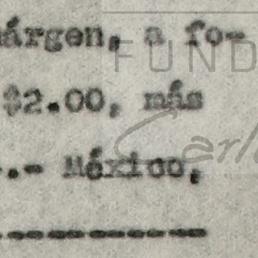 márgen, a fo-
FUND
$2.00, más
Carl
.- México,
-----------